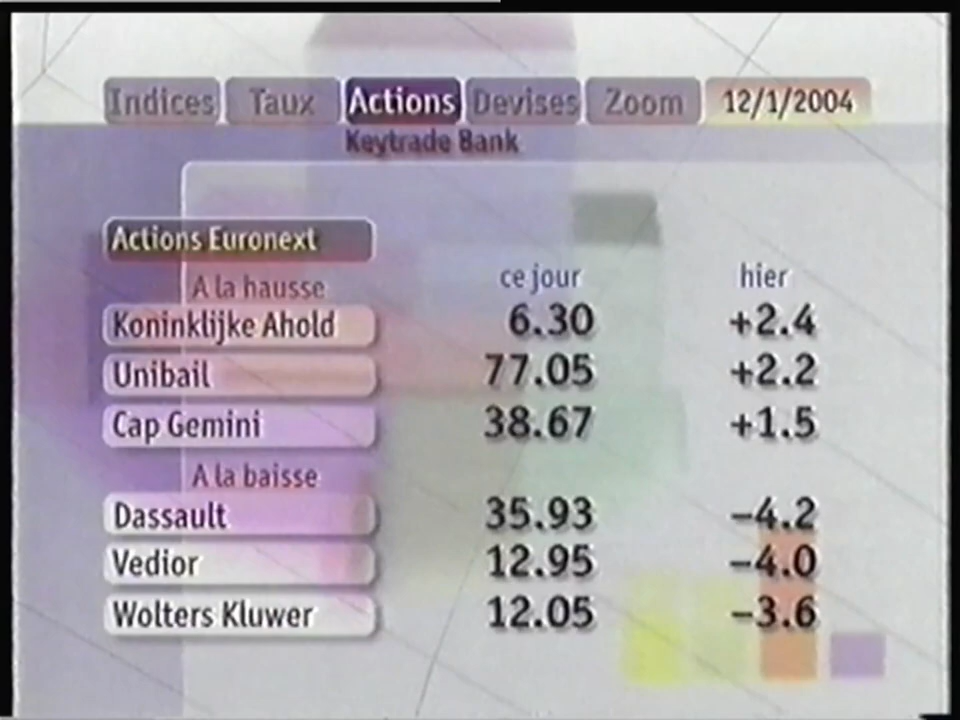 Indices Taux Actions Devises Zoom 12/1/2004
Keytrade Bank
Actions Euronext
A la hausse ce jour hier
Koninklijke Ahold 6.30 +2.4
Unibail 77.05 +2.2
Cap Gemini 38.67 +1.5
A la baisse
Dassault 35.93 −4.2
Vedior 12.95 −4.0
Wolters Kluwer 12.05 −3.6